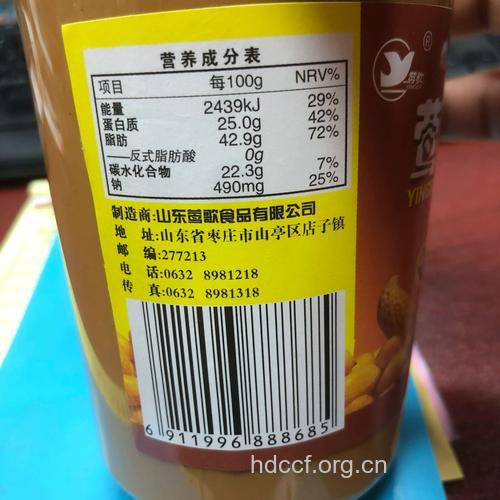 营养成分表
项目 每100g NRV%
能量 2439kJ 29%
蛋白质 25.0g 42%
脂肪 42.9g 72%
——反式脂肪酸 0g
碳水化合物 22.3g 7%
钠 490mg 25%
制造商:山东莺歌食品有限公司
地 址:山东省枣庄市山亭区店子镇
邮 编:277213
电 话:0632 8981218
传 真:0632 8981318
6 911996 888685
®
莺歌
YING
hdccf.org.cn